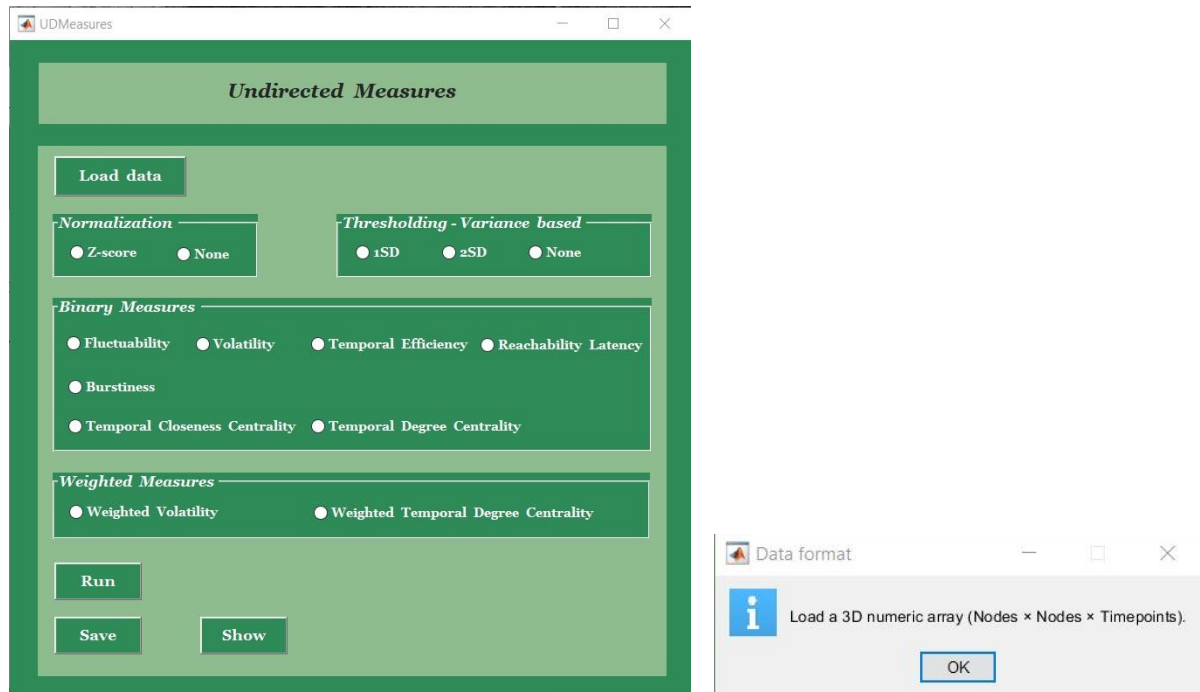 UDMeasures
Undirected Measures
Load data
Normalization
Z-score None
Thresholding - Variance based
1SD 2SD None
Binary Measures
Fluctuability Volatility Temporal Efficiency Reachability Latency
Burstiness
Temporal Closeness Centrality Temporal Degree Centrality
Weighted Measures
Weighted Volatility Weighted Temporal Degree Centrality
Run
Save Show
Data format
Load a 3D numeric array (Nodes × Nodes × Timepoints).
OK